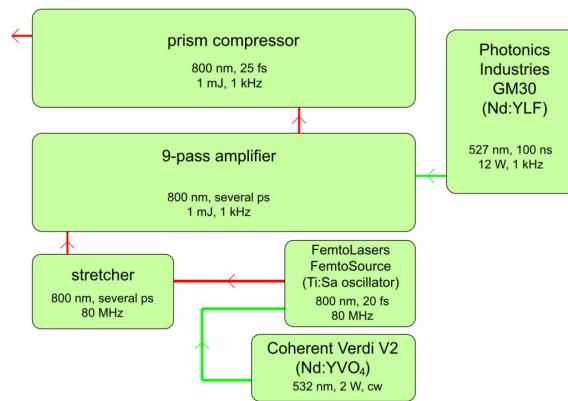 prism compressor
800 nm, 25 fs
1 mJ, 1 kHz
Photonics
Industries
GM30
(Nd:YLF)
527 nm, 100 ns
12 W, 1 kHz
9-pass amplifier
800 nm, several ps
1 mJ, 1 kHz
stretcher
800 nm, several ps
80 MHz
FemtoLasers
FemtoSource
(Ti:Sa oscillator)
800 nm, 20 fs
80 MHz
Coherent Verdi V2
(Nd:YVO₄)
532 nm, 2 W, cw